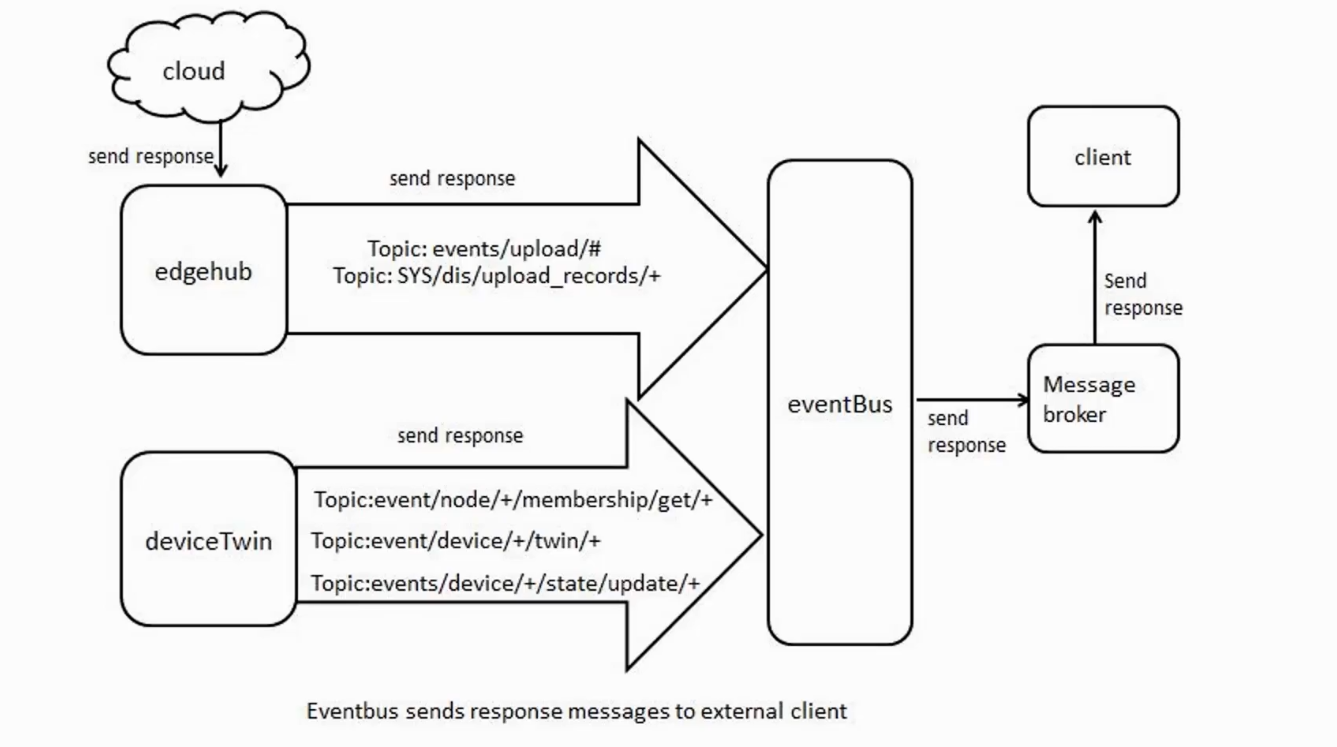 cloud
send response
edgehub
send response
Topic: events/upload/#
Topic: SYS/dis/upload_records/+
deviceTwin
send response
Topic:event/node/+/membership/get/+
Topic:event/device/+/twin/+
Topic:events/device/+/state/update/+
eventBus
send
response
Message
broker
Send
response
client
Eventbus sends response messages to external client